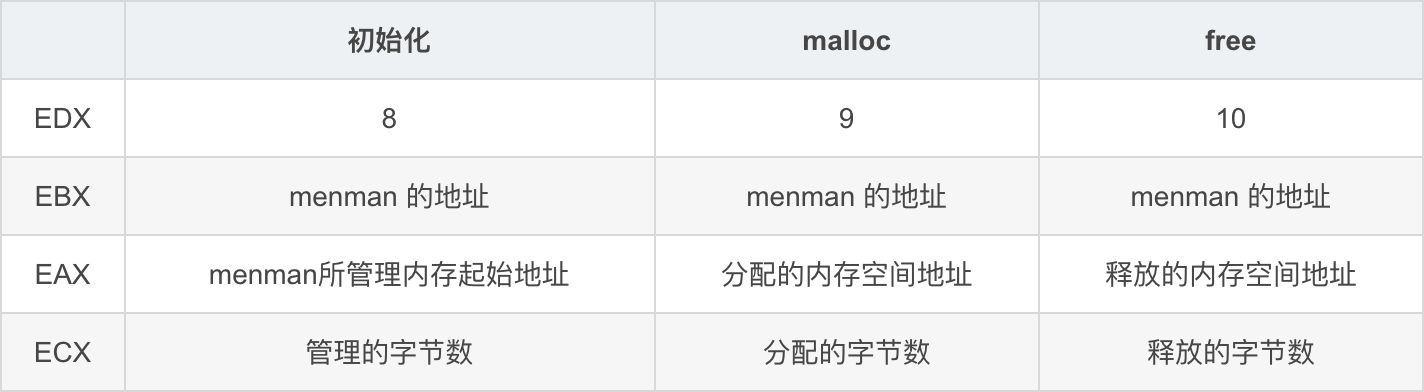 初始化 malloc free
EDX 8 9 10
EBX menman 的地址 menman 的地址 menman 的地址
EAX menman所管理内存起始地址 分配的内存空间地址 释放的内存空间地址
ECX 管理的字节数 分配的字节数 释放的字节数